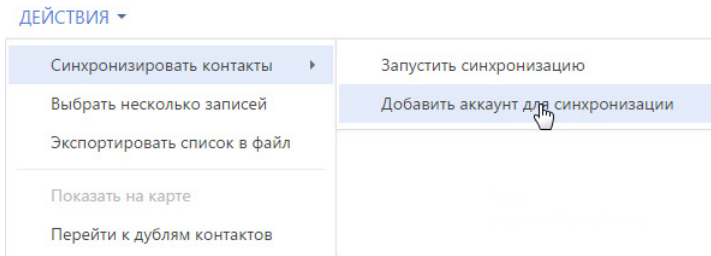 ДЕЙСТВИЯ
Синхронизировать контакты
Запустить синхронизацию
Выбрать несколько записей
Добавить аккаунт для синхронизации
Экспортировать список в файл
Показать на карте
Перейти к дублям контактов